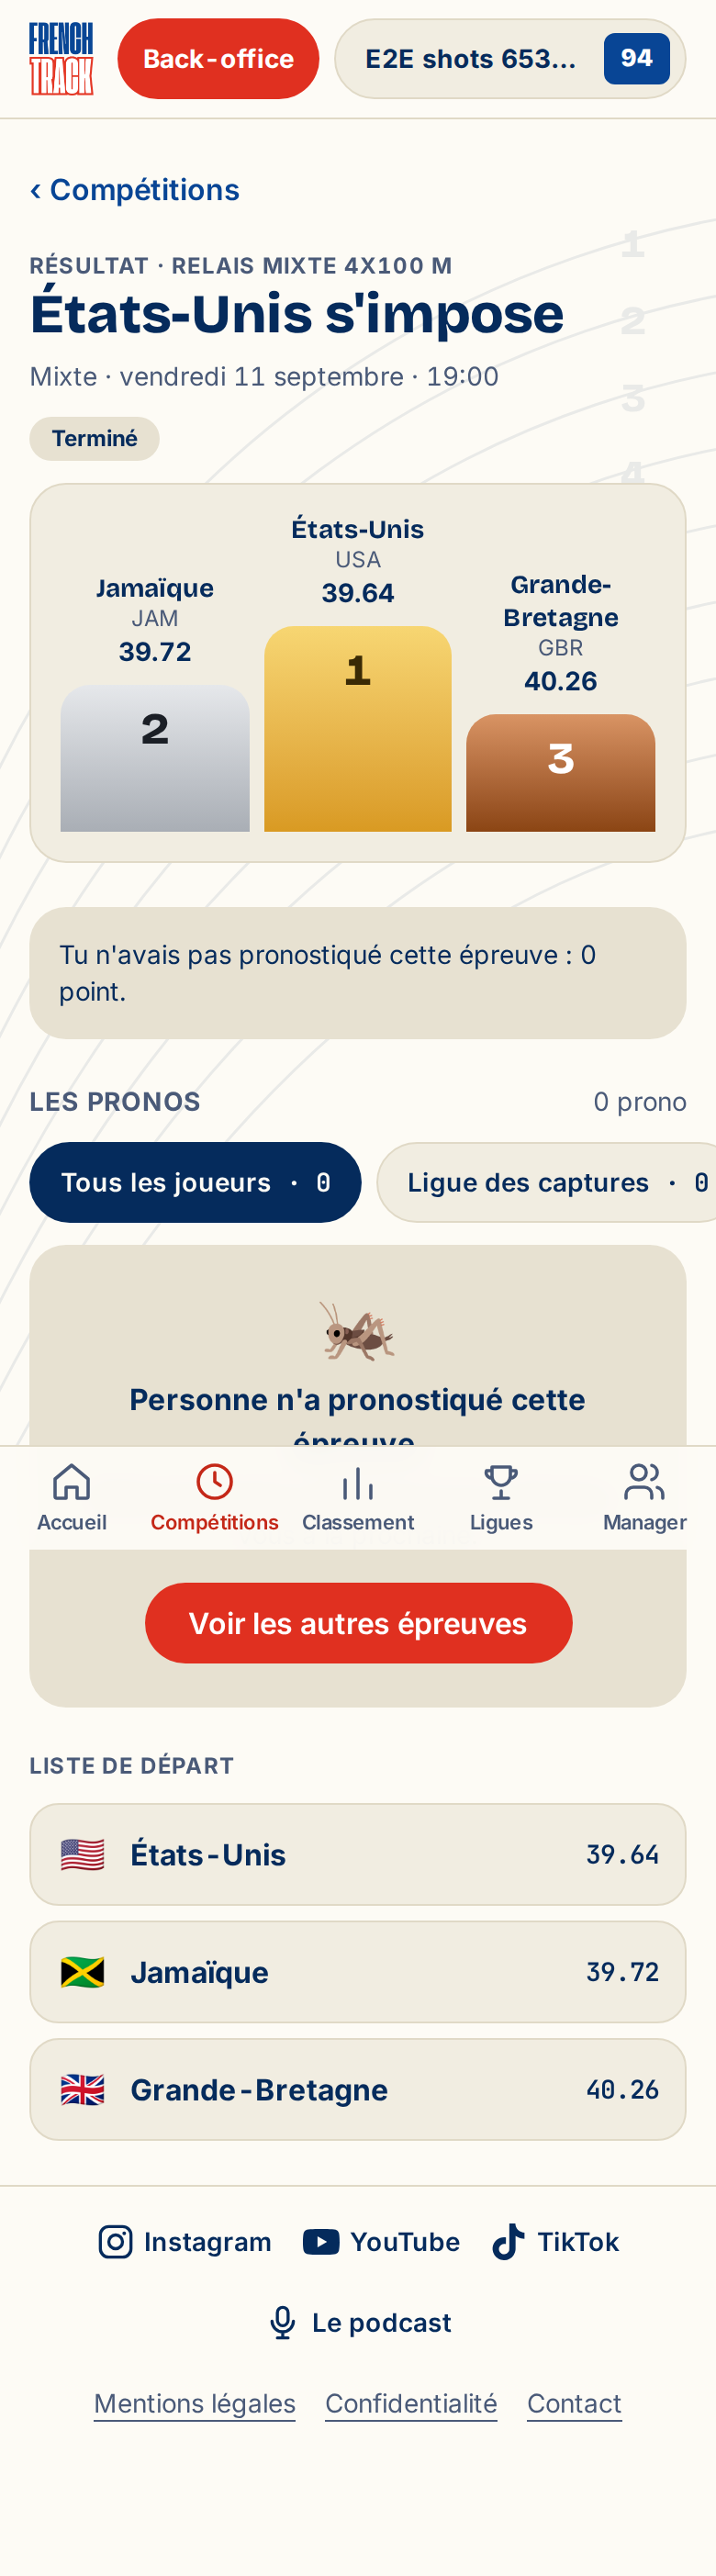 FRENCH
TRACK
Back-office
E2E shots 653...
94
‹ Compétitions
RÉSULTAT · RELAIS MIXTE 4X100 M
États-Unis s'impose
Mixte · vendredi 11 septembre · 19:00
Terminé
1
2
3
4
États-Unis
USA
39.64
1
Jamaïque
JAM
39.72
2
Grande-
Bretagne
GBR
40.26
3
Tu n'avais pas pronostiqué cette épreuve : 0
point.
LES PRONOS
0 prono
Tous les joueurs · 0
Ligue des captures · 0
Personne n'a pronostiqué cette
épreuve
Accueil
Compétitions
Classement
Ligues
Manager
Voir les autres épreuves
LISTE DE DÉPART
États-Unis 39.64
Jamaïque 39.72
Grande-Bretagne 40.26
Instagram
YouTube
TikTok
Le podcast
Mentions légales
Confidentialité
Contact